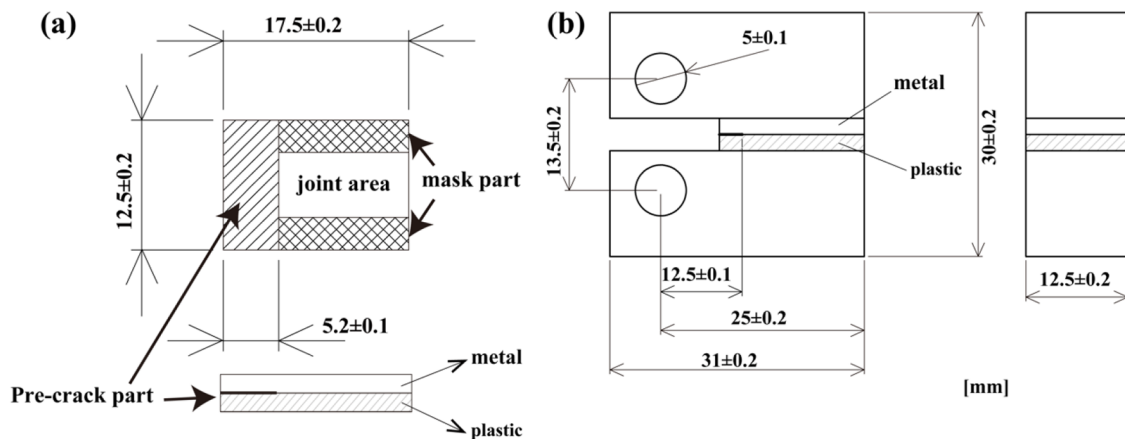 (a)
17.5±0.2
12.5±0.2
joint area
mask part
5.2±0.1
Pre-crack part
metal
plastic
(b)
5±0.1
metal
13.5±0.2
plastic
30±0.2
12.5±0.1
12.5±0.2
25±0.2
31±0.2
[mm]